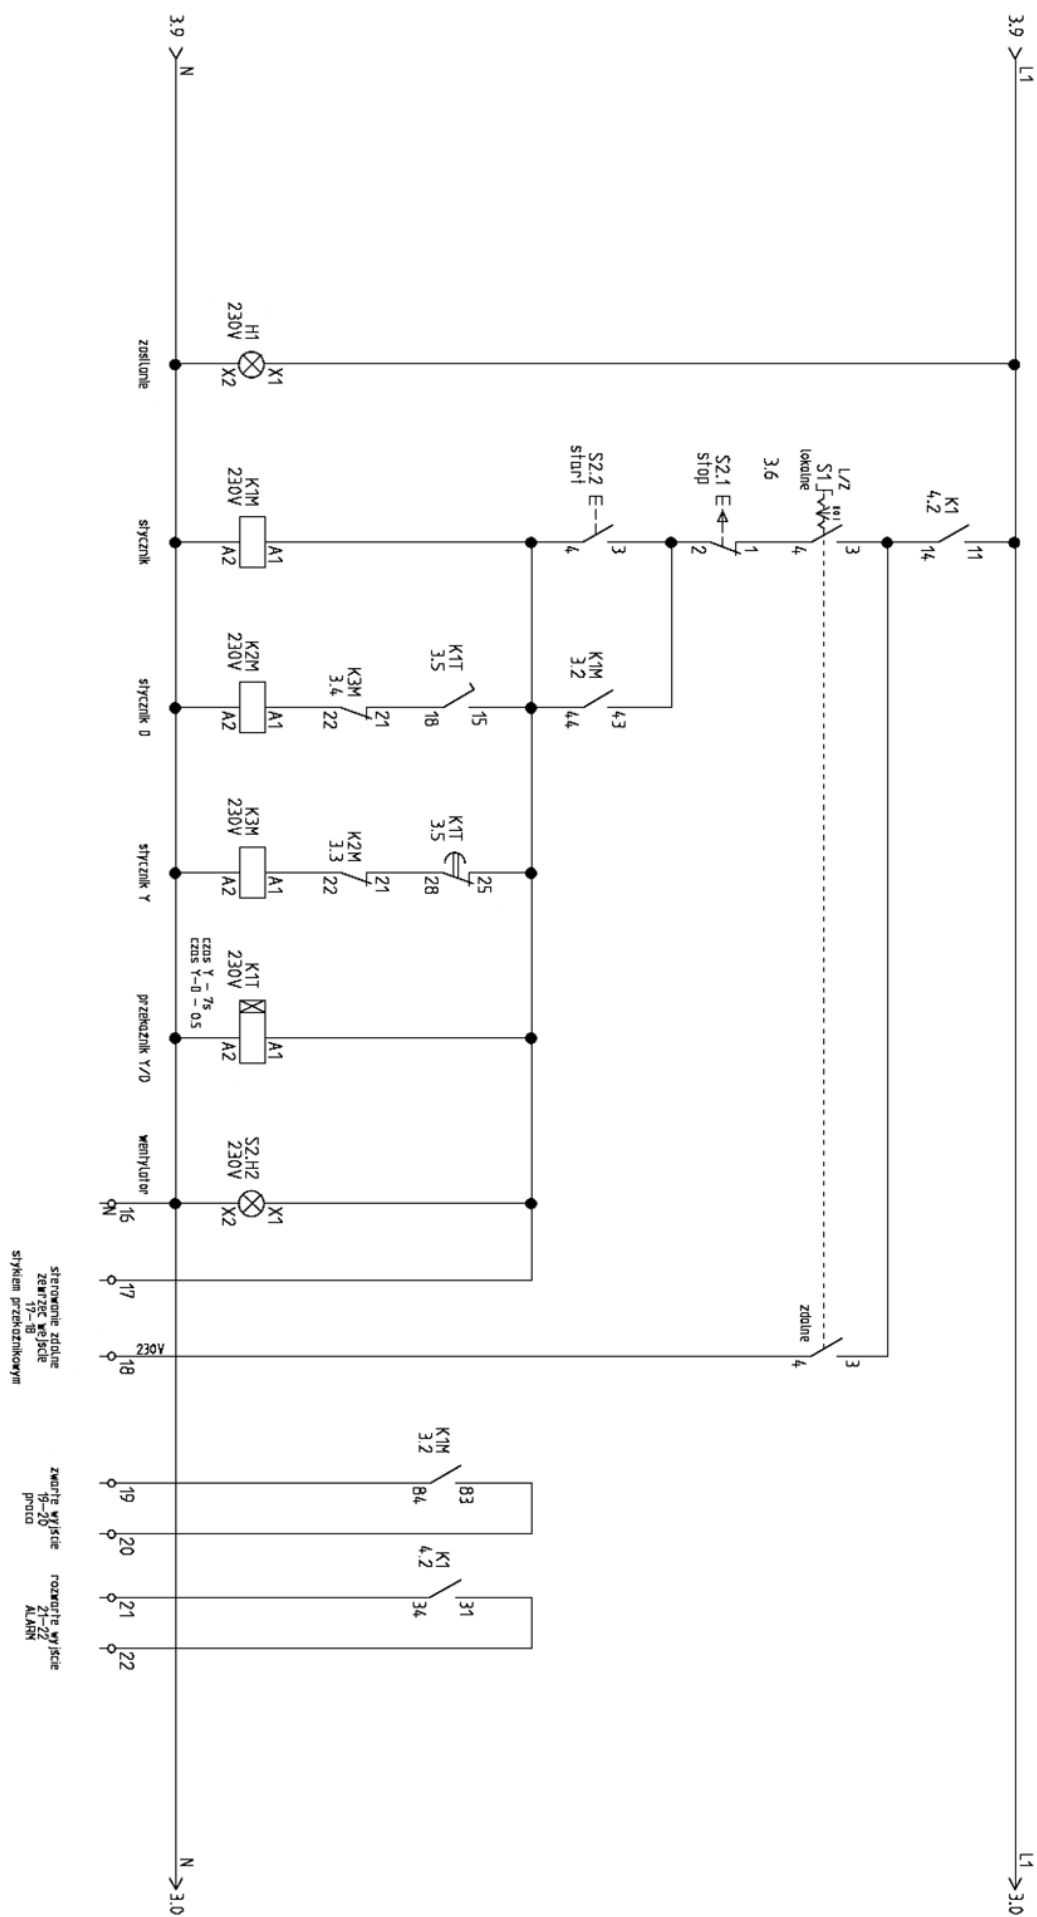 3.9
L1
L1
3.0
K1
4.2
11
14
L/Z
S1
lokalne
3
4
3.6
zdalne
3
4
S2.1
stop
1
2
S2.2
start
3
4
K1M
3.2
43
44
K1T
3.5
15
18
K1T
3.5
25
28
K3M
3.4
21
22
K2M
3.3
21
22
K1M
3.2
83
84
K1
4.2
31
34
H1
230V
X1
X2
K1M
230V
A1
A2
K2M
230V
A1
A2
K3M
230V
A1
A2
K1T
230V
A1
A2
czas Y - 7s
czas Y-D - 0.5
S2.H2
230V
X1
X2
3.9
N
N
3.0
230V
16
N
17
18
19
20
21
22
zasilanie
stycznik
stycznik D
stycznik Y
przekaźnik Y/D
wentylator
sterowanie zdalne
zewrzeć wejście
17-18
stykiem przekaźnikowym
zwarte wyjście
19-20
praca
rozwarte wyjście
21-22
ALARM